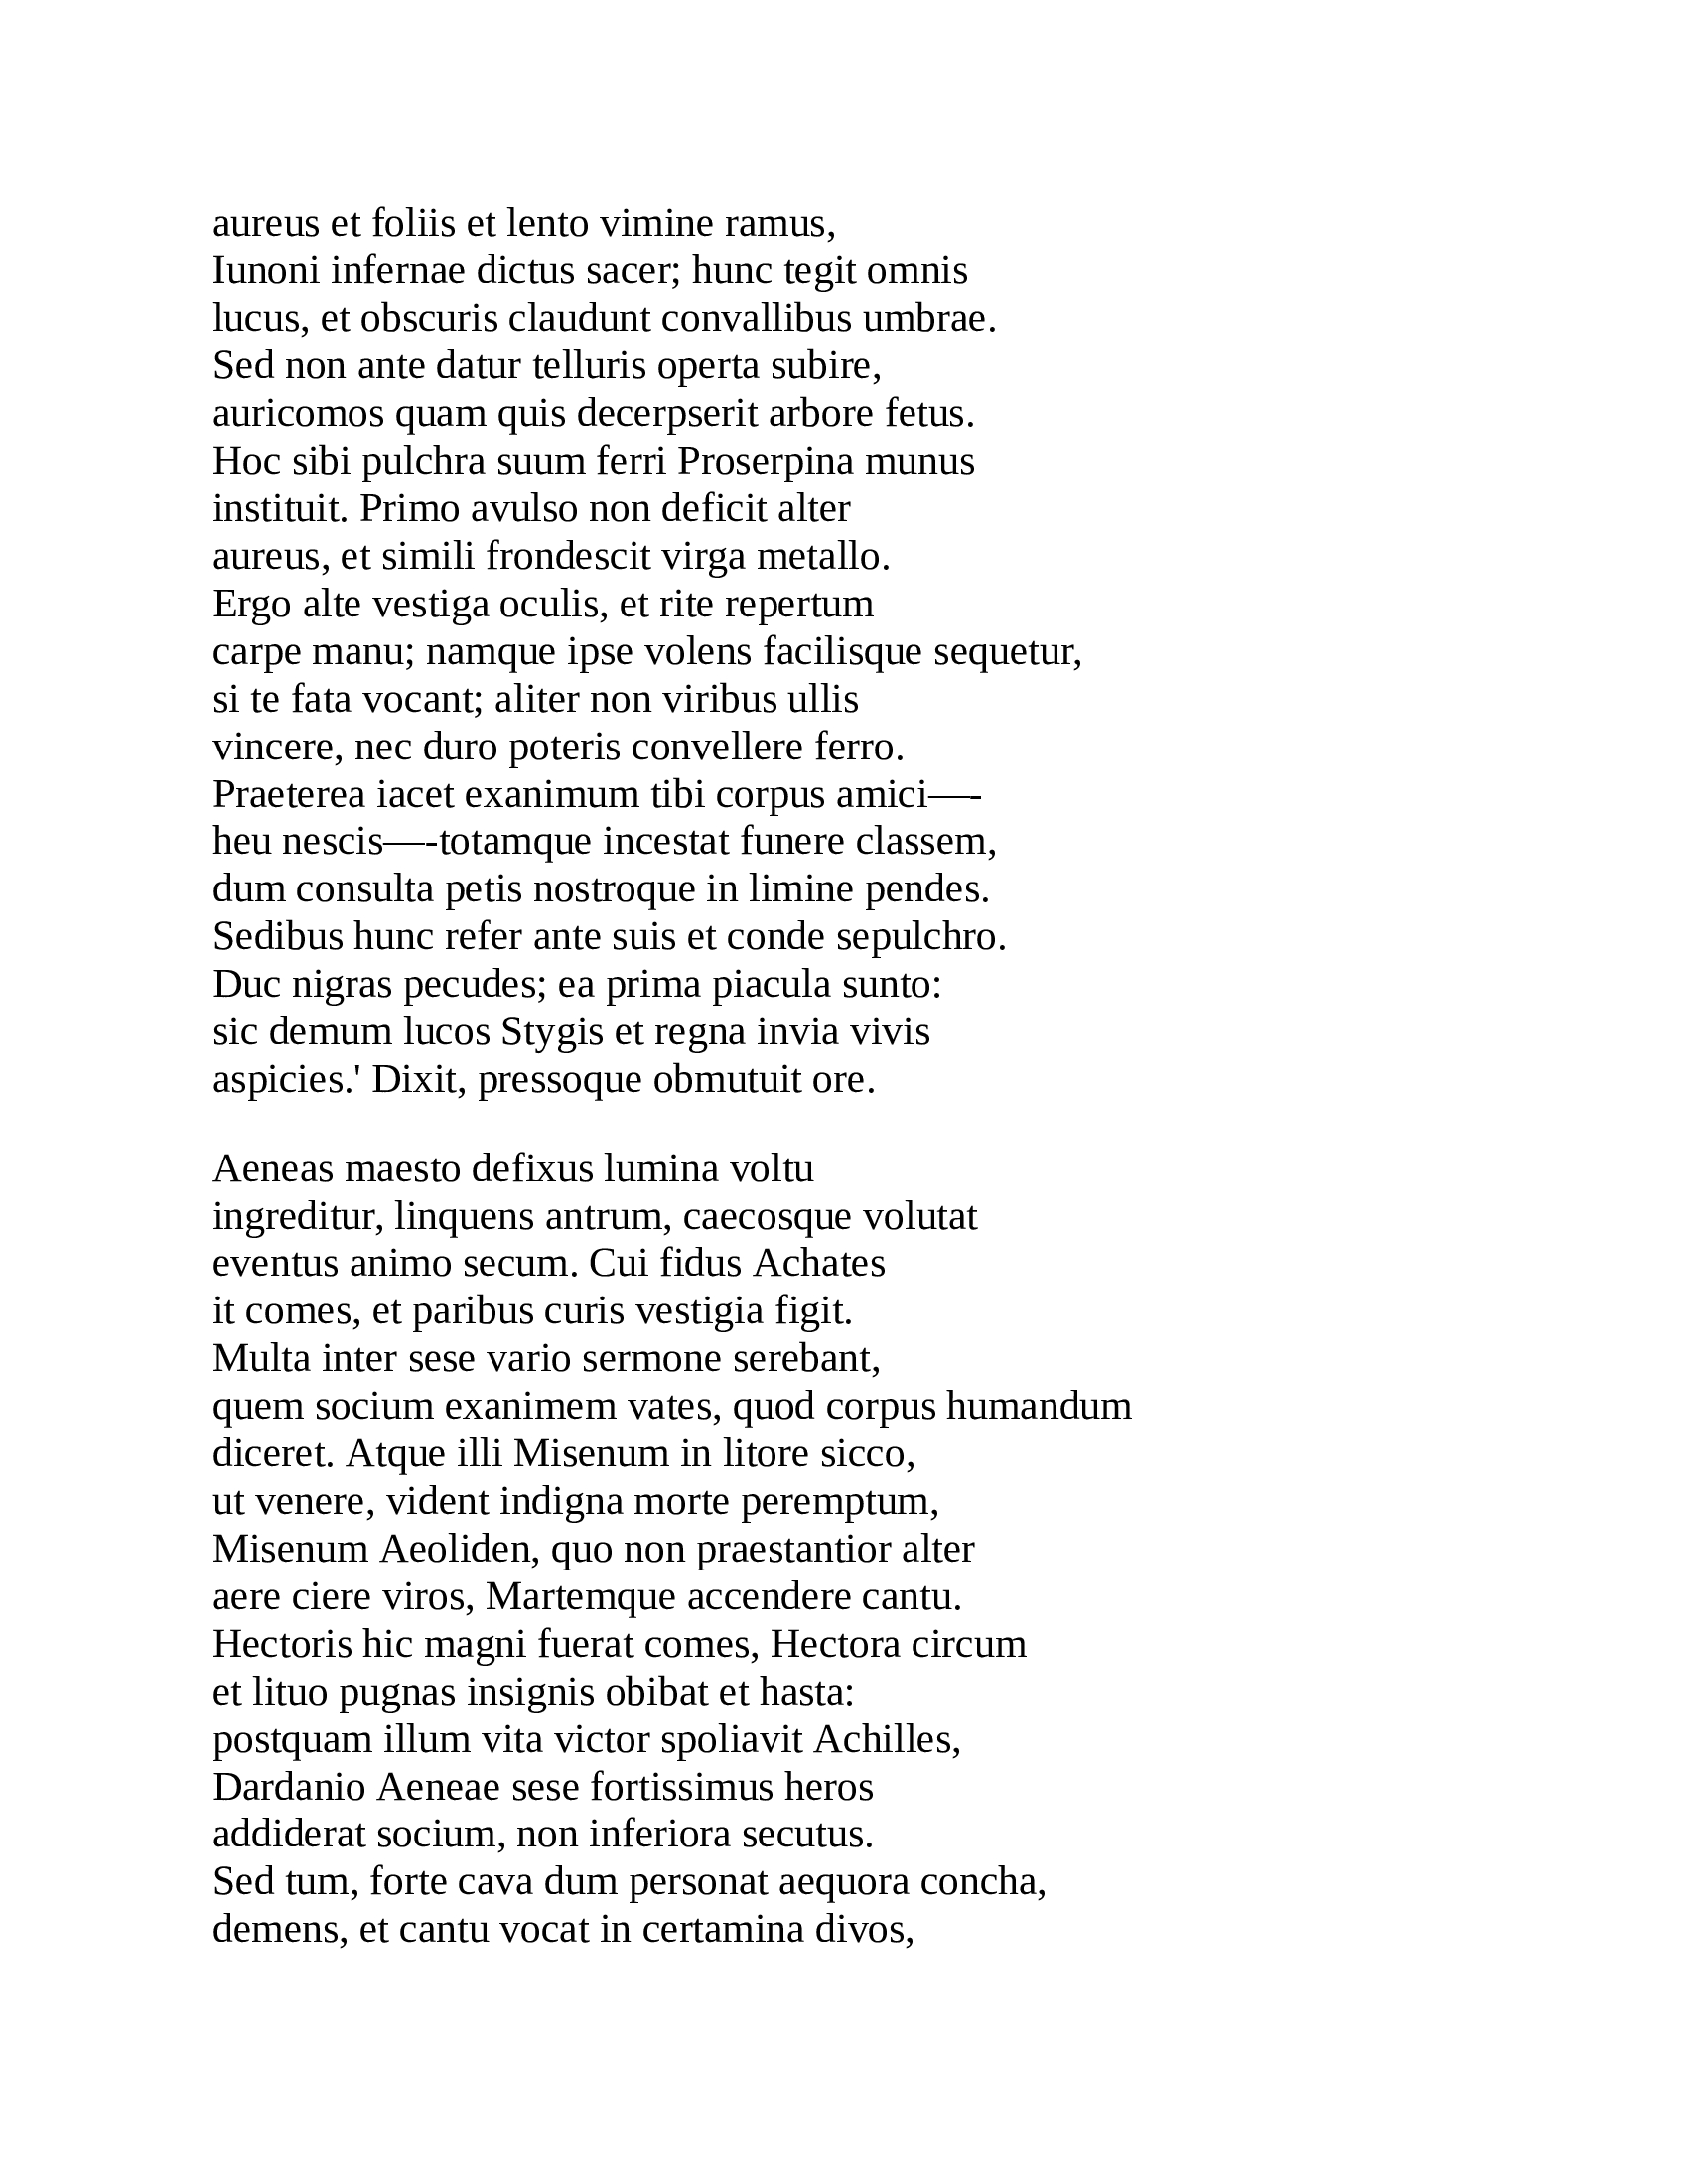 aureus et foliis et lento vimine ramus,
Iunoni infernae dictus sacer; hunc tegit omnis
lucus, et obscuris claudunt convallibus umbrae.
Sed non ante datur telluris operta subire,
auricomos quam quis decerpserit arbore fetus.
Hoc sibi pulchra suum ferri Proserpina munus
instituit. Primo avulso non deficit alter
aureus, et simili frondescit virga metallo.
Ergo alte vestiga oculis, et rite repertum
carpe manu; namque ipse volens facilisque sequetur,
si te fata vocant; aliter non viribus ullis
vincere, nec duro poteris convellere ferro.
Praeterea iacet exanimum tibi corpus amici—-
heu nescis—-totamque incestat funere classem,
dum consulta petis nostroque in limine pendes.
Sedibus hunc refer ante suis et conde sepulchro.
Duc nigras pecudes; ea prima piacula sunto:
sic demum lucos Stygis et regna invia vivis
aspicies.' Dixit, pressoque obmutuit ore.

Aeneas maesto defixus lumina voltu
ingreditur, linquens antrum, caecosque volutat
eventus animo secum. Cui fidus Achates
it comes, et paribus curis vestigia figit.
Multa inter sese vario sermone serebant,
quem socium exanimem vates, quod corpus humandum
diceret. Atque illi Misenum in litore sicco,
ut venere, vident indigna morte peremptum,
Misenum Aeoliden, quo non praestantior alter
aere ciere viros, Martemque accendere cantu.
Hectoris hic magni fuerat comes, Hectora circum
et lituo pugnas insignis obibat et hasta:
postquam illum vita victor spoliavit Achilles,
Dardanio Aeneae sese fortissimus heros
addiderat socium, non inferiora secutus.
Sed tum, forte cava dum personat aequora concha,
demens, et cantu vocat in certamina divos,